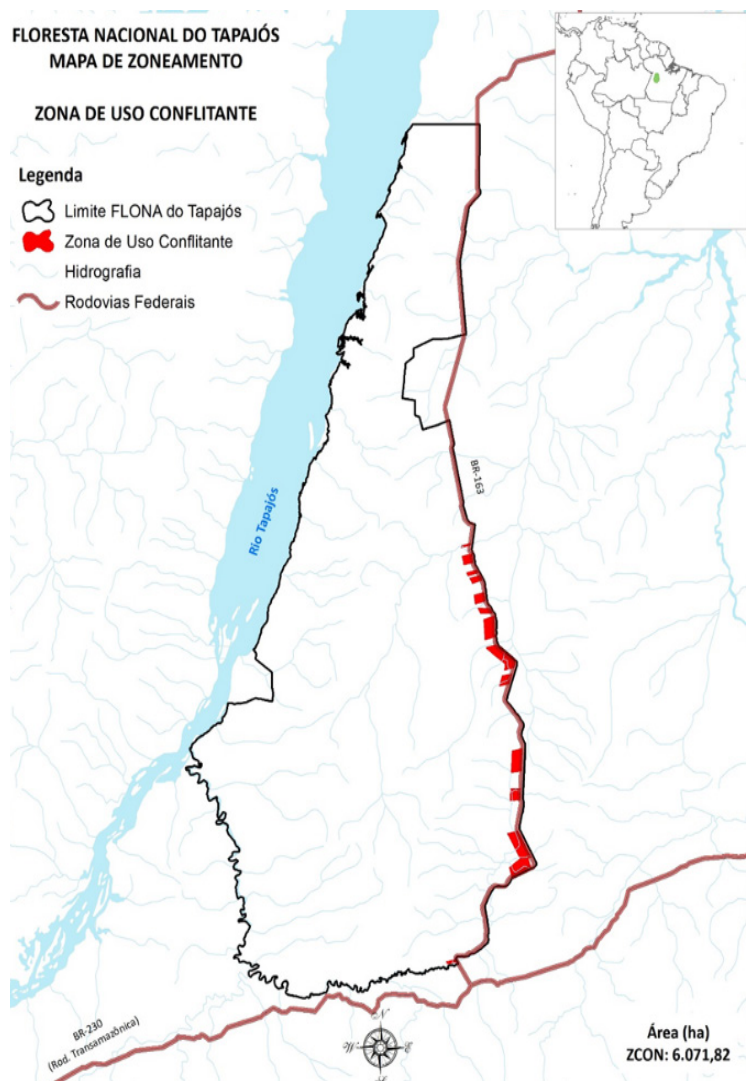 FLORESTA NACIONAL DO TAPAJÓS
MAPA DE ZONEAMENTO
ZONA DE USO CONFLITANTE
Legenda
Limite FLONA do Tapajós
Zona de Uso Conflitante
Hidrografia
Rodovias Federais
BR-163
Rio Tapajós
BR-230
(Rod. Transamazônica)
N
W E
S
Área (ha)
ZCON: 6.071,82